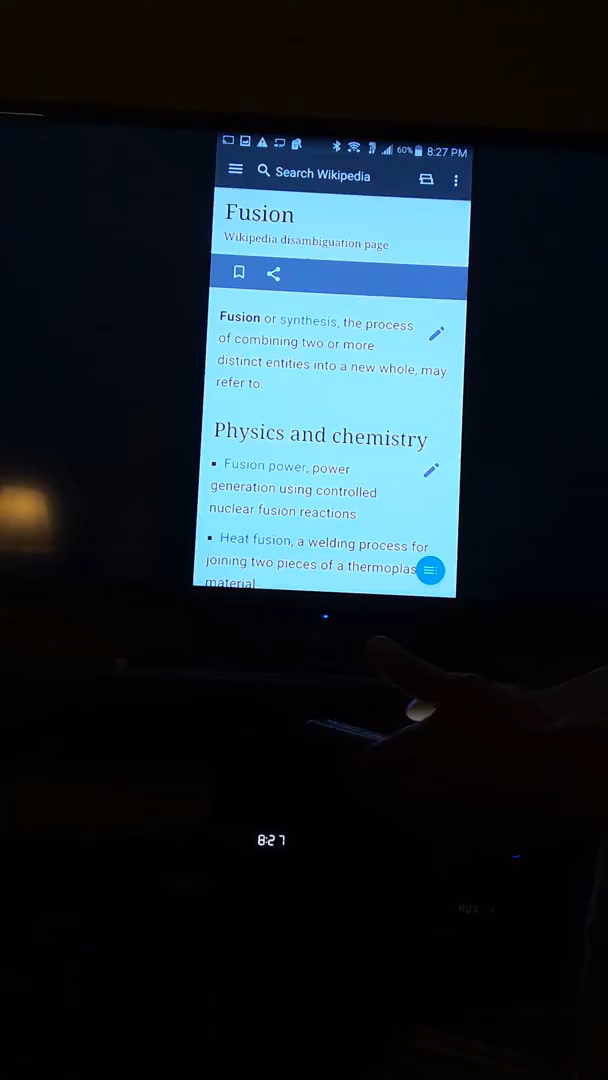 60% 8:27 PM
Search Wikipedia
Fusion
Wikipedia disambiguation page
Fusion or synthesis, the process
of combining two or more
distinct entities into a new whole, may
refer to:
Physics and chemistry
▪ Fusion power, power
generation using controlled
nuclear fusion reactions
▪ Heat fusion, a welding process for
joining two pieces of a thermoplas
material
8:27